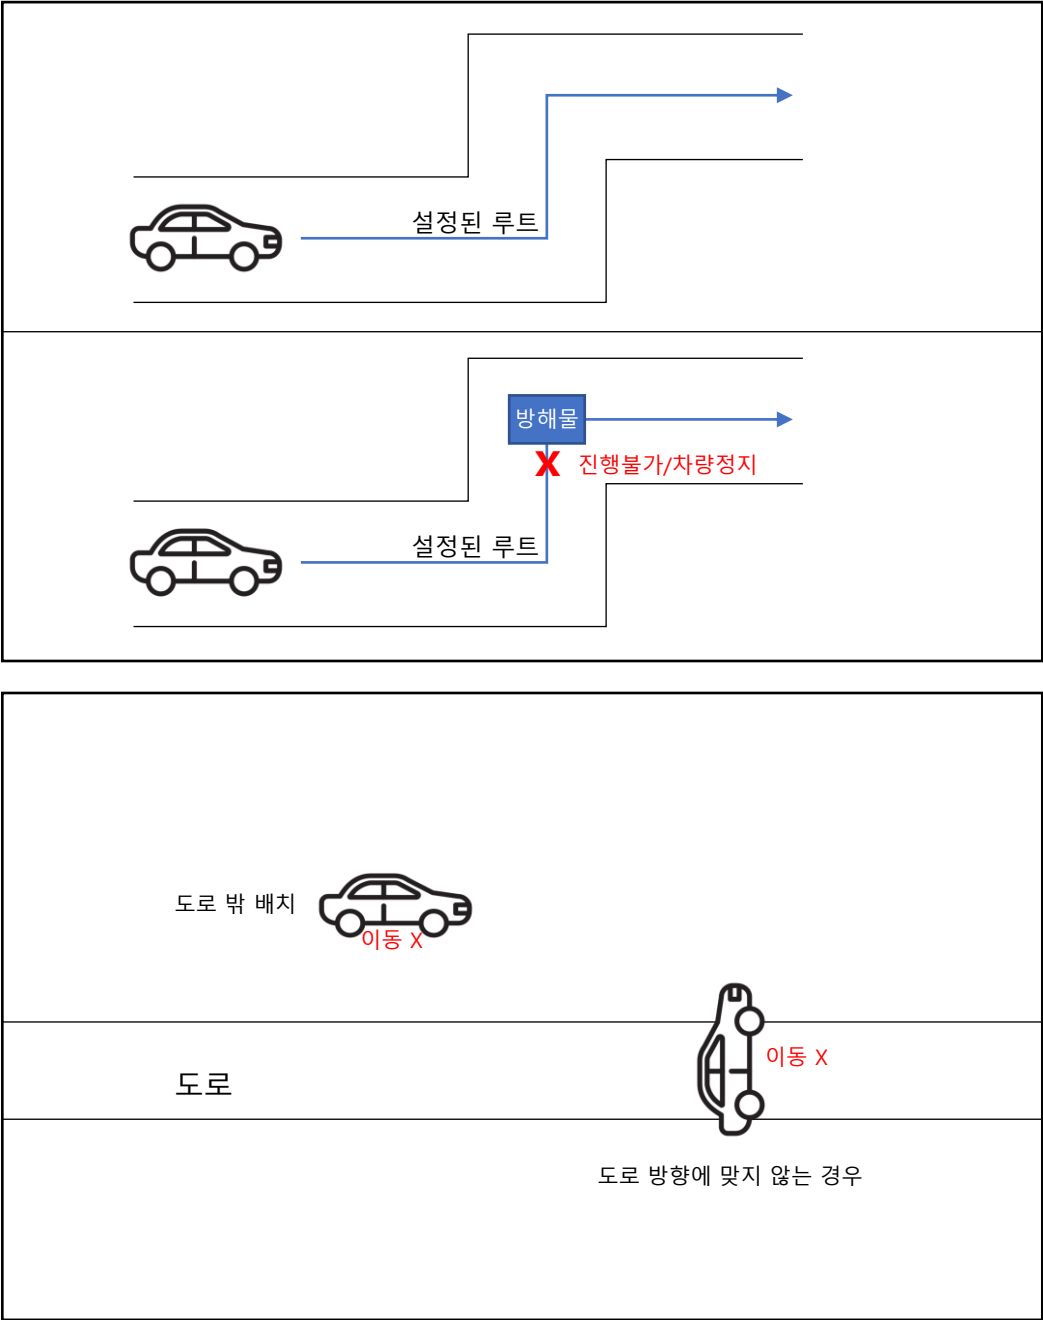 설정된 루트
방해물
X 진행불가/차량정지
설정된 루트
도로 밖 배치
이동 X
이동 X
도로
도로 방향에 맞지 않는 경우